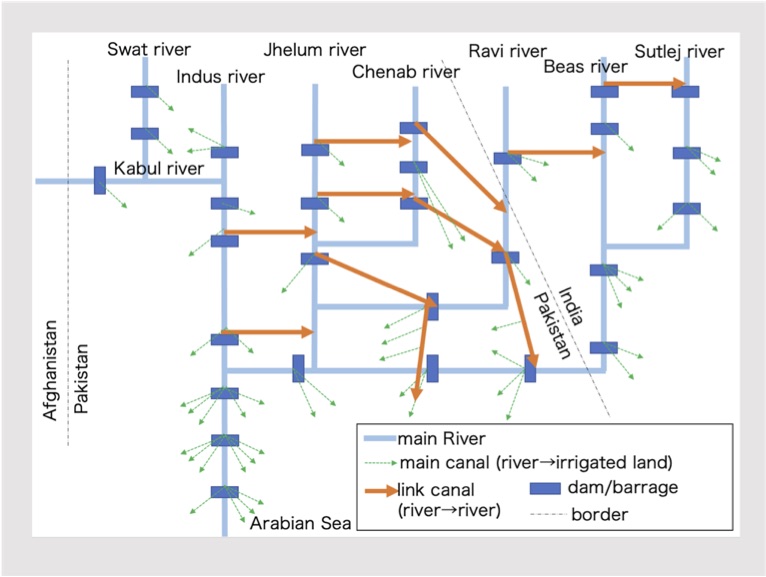 Swat river
Indus river
Jhelum river
Chenab river
Ravi river
Beas river
Sutlej river
Kabul river
Afghanistan
Pakistan
India
Pakistan
main River
main canal (river→irrigated land)
link canal
(river→river)
dam/barrage
border
Arabian Sea